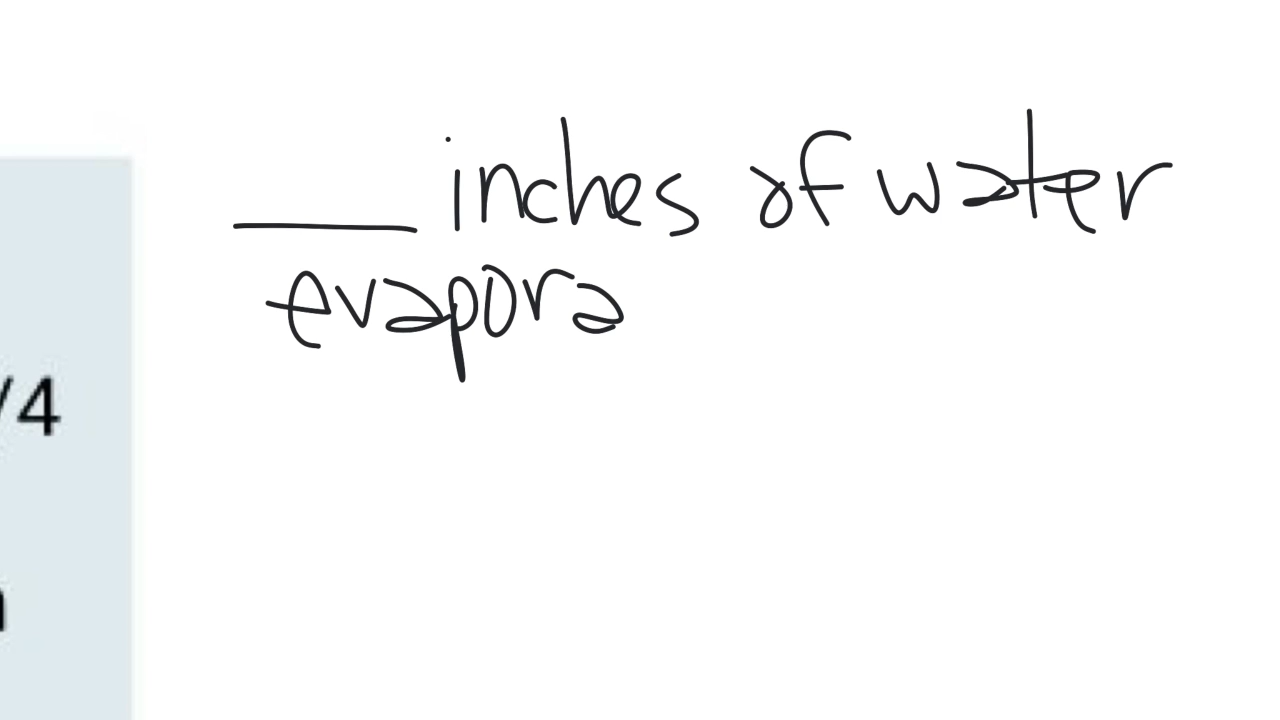 ____ inches of water
evapora
/4